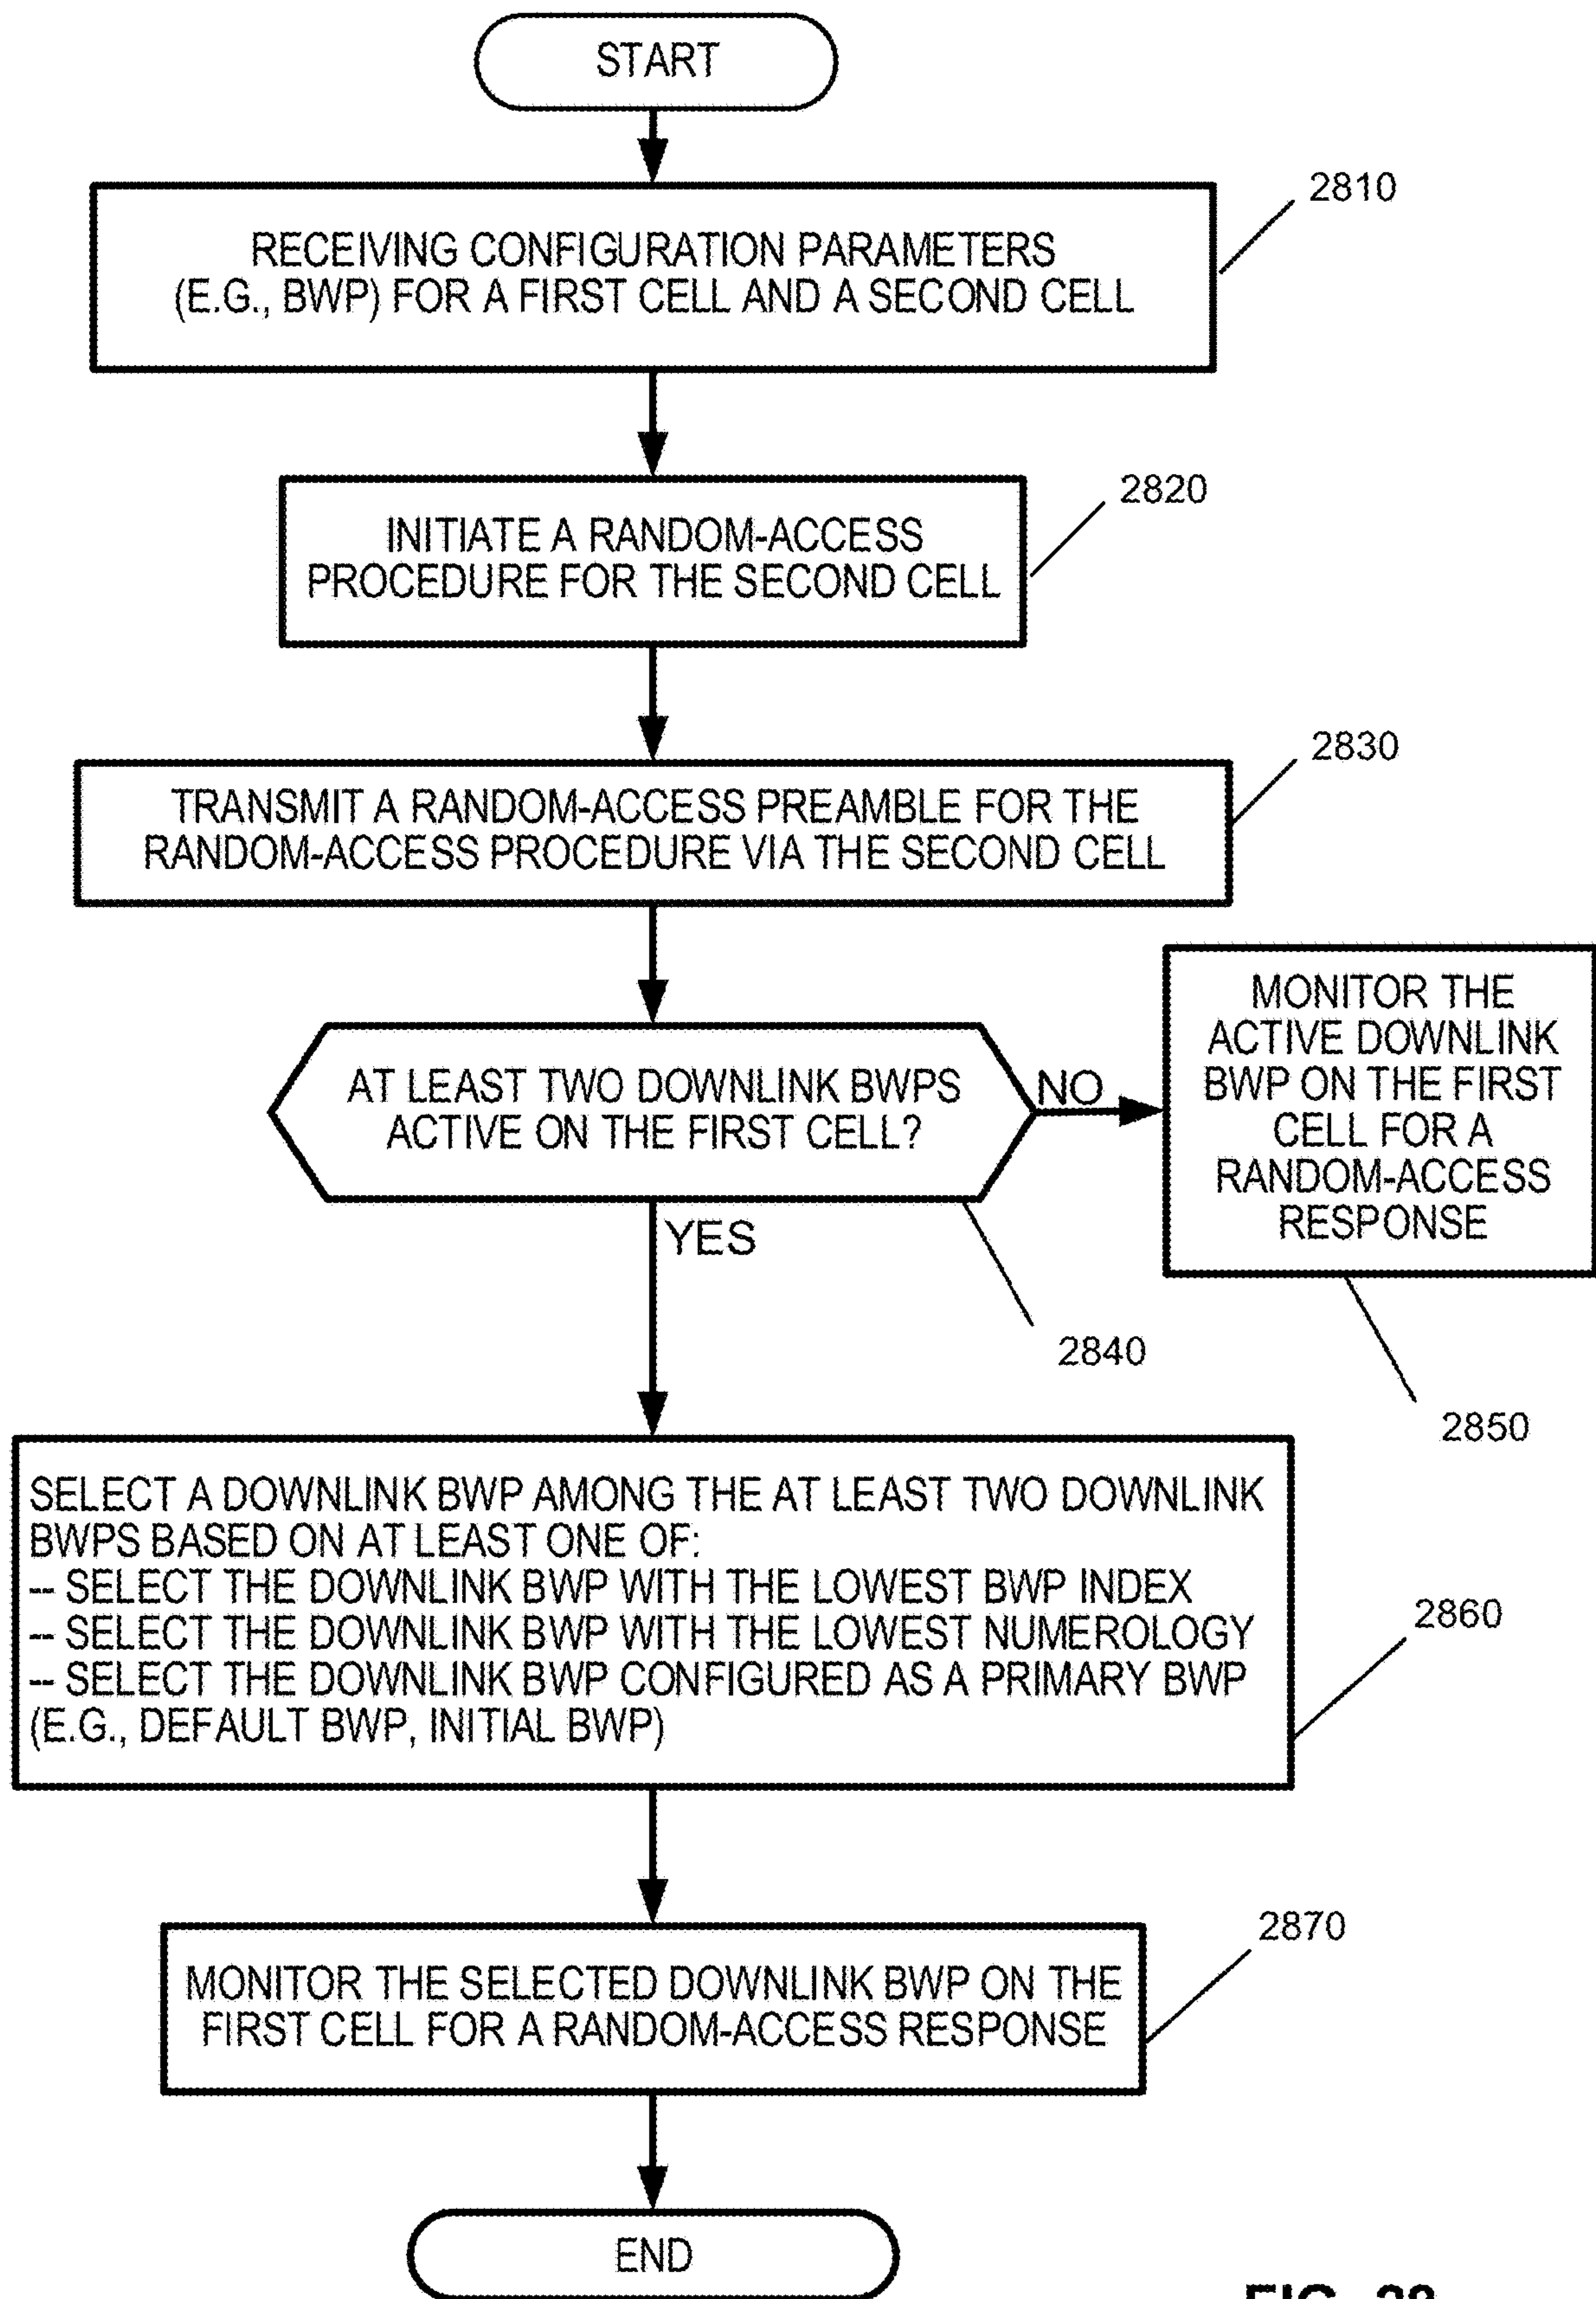 START
RECEIVING CONFIGURATION PARAMETERS
(E.G., BWP) FOR A FIRST CELL AND A SECOND CELL
2810
INITIATE A RANDOM-ACCESS
PROCEDURE FOR THE SECOND CELL
2820
TRANSMIT A RANDOM-ACCESS PREAMBLE FOR THE
RANDOM-ACCESS PROCEDURE VIA THE SECOND CELL
2830
AT LEAST TWO DOWNLINK BWPS
ACTIVE ON THE FIRST CELL?
2840
NO
MONITOR THE
ACTIVE DOWNLINK
BWP ON THE FIRST
CELL FOR A
RANDOM-ACCESS
RESPONSE
2850
YES
SELECT A DOWNLINK BWP AMONG THE AT LEAST TWO DOWNLINK
BWPS BASED ON AT LEAST ONE OF:
-- SELECT THE DOWNLINK BWP WITH THE LOWEST BWP INDEX
-- SELECT THE DOWNLINK BWP WITH THE LOWEST NUMEROLOGY
-- SELECT THE DOWNLINK BWP CONFIGURED AS A PRIMARY BWP
(E.G., DEFAULT BWP, INITIAL BWP)
2860
MONITOR THE SELECTED DOWNLINK BWP ON THE
FIRST CELL FOR A RANDOM-ACCESS RESPONSE
2870
END
FIG. 28